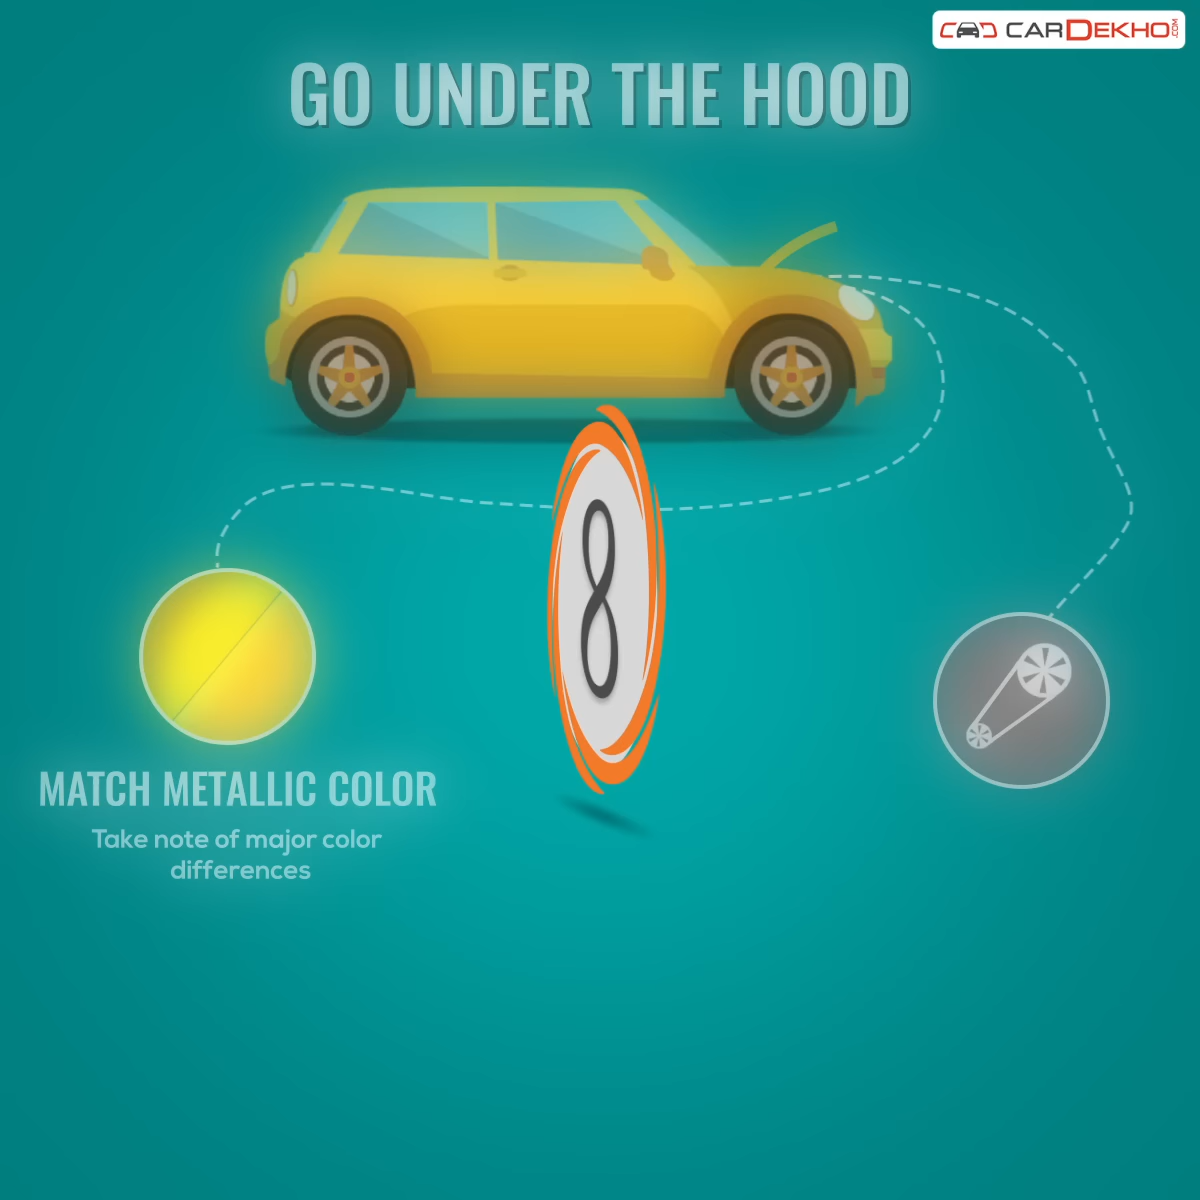 CARDEKHO.COM
GO UNDER THE HOOD
8
MATCH METALLIC COLOR
Take note of major color
differences